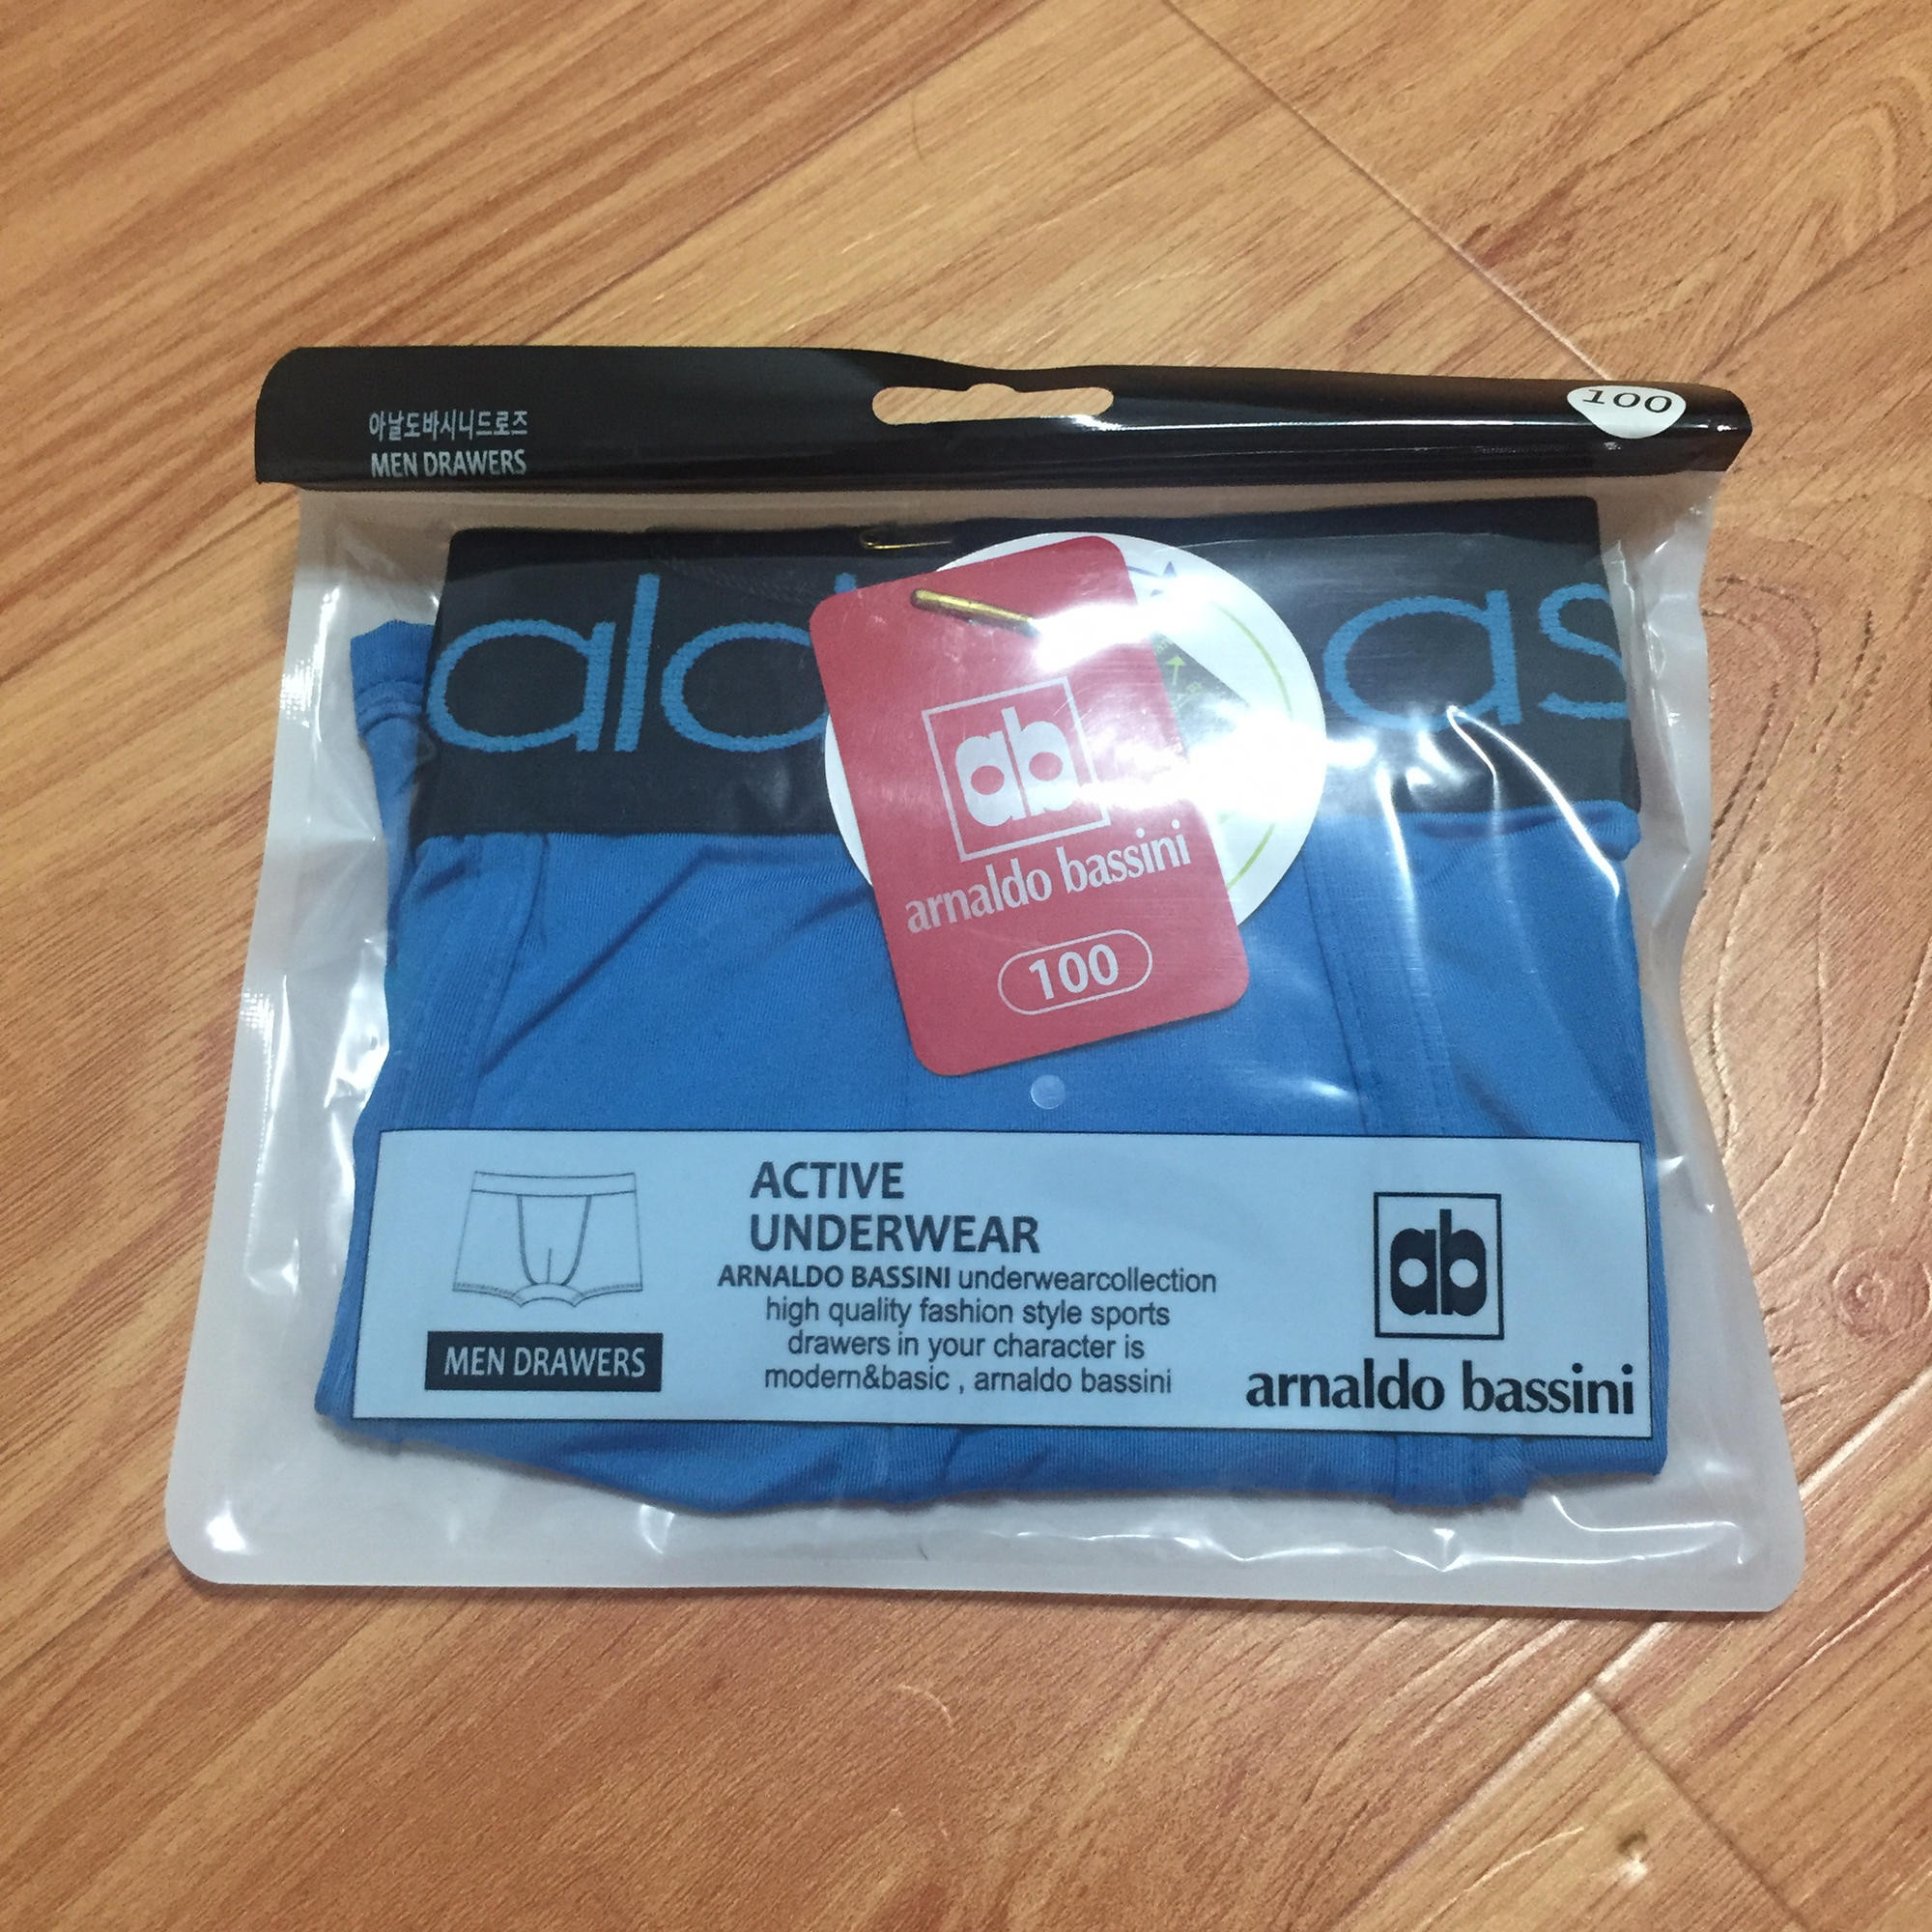 100
아날도바시니드로즈
MEN DRAWERS
ald
as
ab
arnaldo bassini
100
ACTIVE
UNDERWEAR
ARNALDO BASSINI underwearcollection
high quality fashion style sports
drawers in your character is
modern&basic , arnaldo bassini
MEN DRAWERS
ab
arnaldo bassini